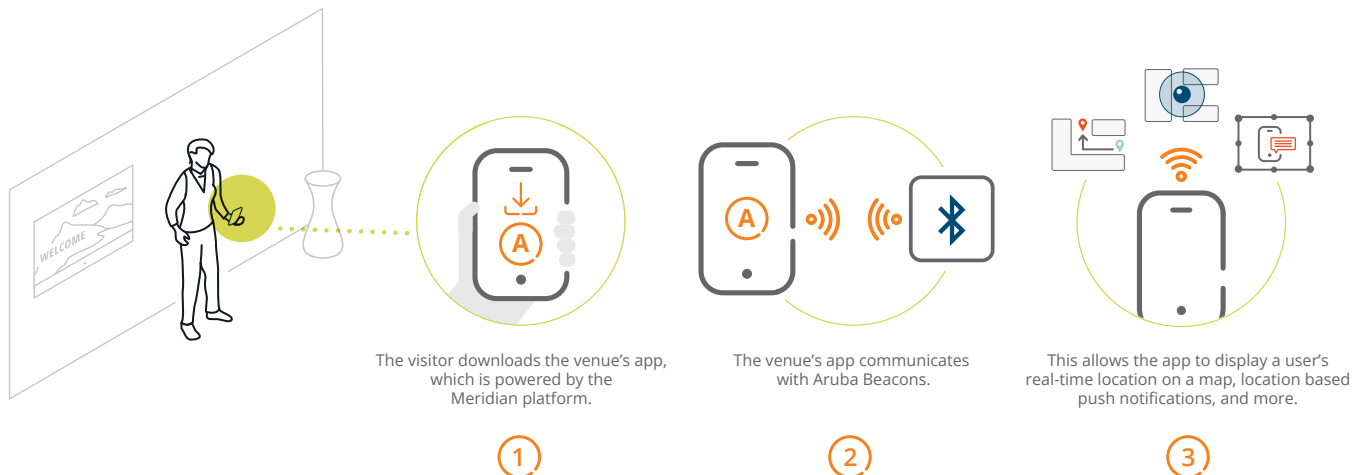 WELCOME
A
The visitor downloads the venue's app,
which is powered by the
Meridian platform.
1
A
The venue's app communicates
with Aruba Beacons.
2
This allows the app to display a user's
real-time location on a map, location based
push notifications, and more.
3